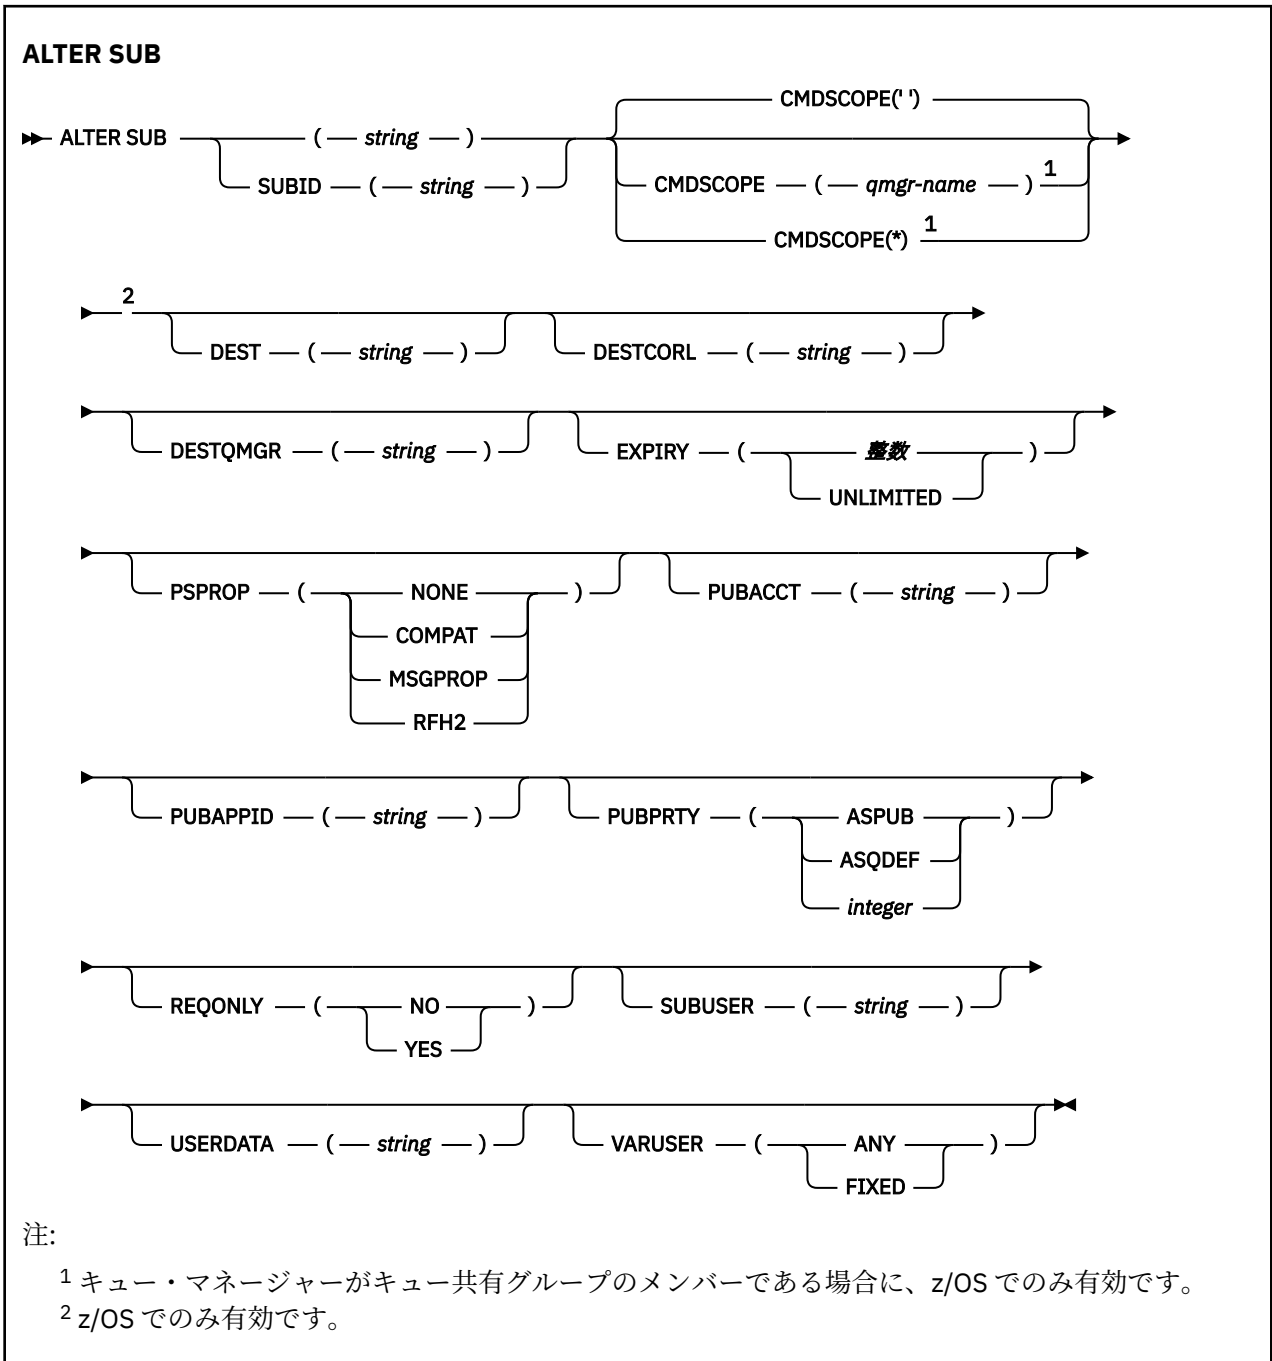 ALTER SUB
CMDSCOPE(' ')
ALTER SUB ( string )
SUBID ( string )
CMDSCOPE ( qmgr-name ) 1
CMDSCOPE(*) 1
2
DEST ( string ) DESTCORL ( string )
DESTQMGR ( string ) EXPIRY ( 整数 )
UNLIMITED
PSPROP ( NONE ) PUBACCT ( string )
COMPAT
MSGPROP
RFH2
PUBAPPID ( string ) PUBPRTY ( ASPUB )
ASQDEF
integer
REQONLY ( NO ) SUBUSER ( string )
YES
USERDATA ( string ) VARUSER ( ANY )
FIXED
注:
1 キュー・マネージャーがキュー共有グループのメンバーである場合に、z/OS でのみ有効です。
2 z/OS でのみ有効です。